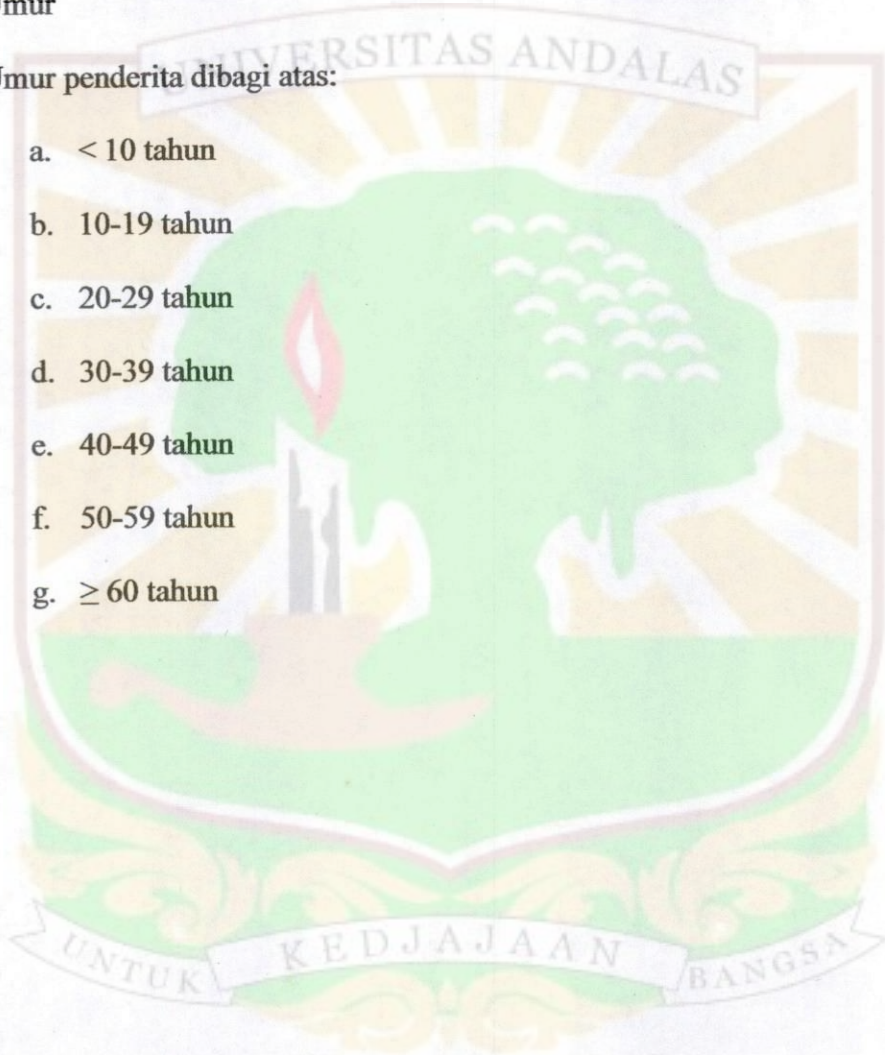 mur
UNIVERSITAS ANDALAS
mur penderita dibagi atas:
a. < 10 tahun
b. 10-19 tahun
c. 20-29 tahun
d. 30-39 tahun
e. 40-49 tahun
f. 50-59 tahun
g. ≥ 60 tahun
UNTUK KEDJAJAAN BANGSA